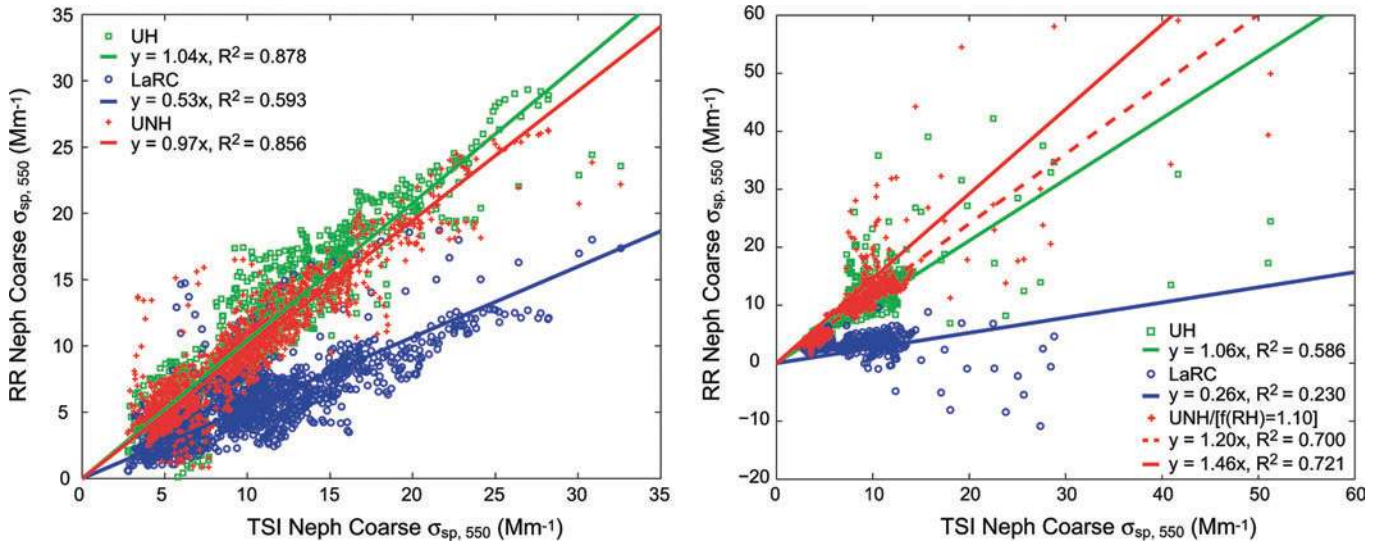 RR Neph Coarse σsp, 550 (Mm-1)
35
30
25
20
15
10
5
0
UH
y = 1.04x, R2 = 0.878
LaRC
y = 0.53x, R2 = 0.593
UNH
y = 0.97x, R2 = 0.856
0 5 10 15 20 25 30 35
TSI Neph Coarse σsp, 550 (Mm-1)
RR Neph Coarse σsp, 550 (Mm-1)
60
50
40
30
20
10
0
−10
−20
UH
y = 1.06x, R2 = 0.586
LaRC
y = 0.26x, R2 = 0.230
UNH/[f(RH)=1.10]
y = 1.20x, R2 = 0.700
y = 1.46x, R2 = 0.721
0 10 20 30 40 50 60
TSI Neph Coarse σsp, 550 (Mm-1)